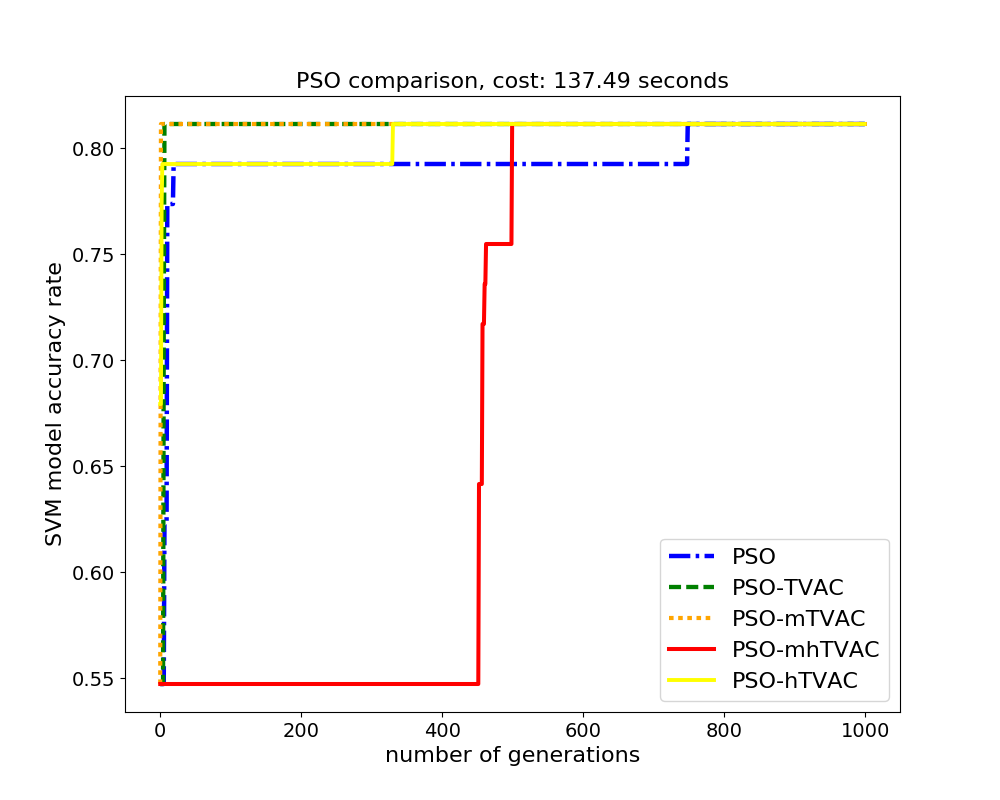 PSO comparison, cost: 137.49 seconds
SVM model accuracy rate
0.80
0.75
0.70
0.65
0.60
0.55
0 200 400 600 800 1000
number of generations
PSO
PSO-TVAC
PSO-mTVAC
PSO-mhTVAC
PSO-hTVAC